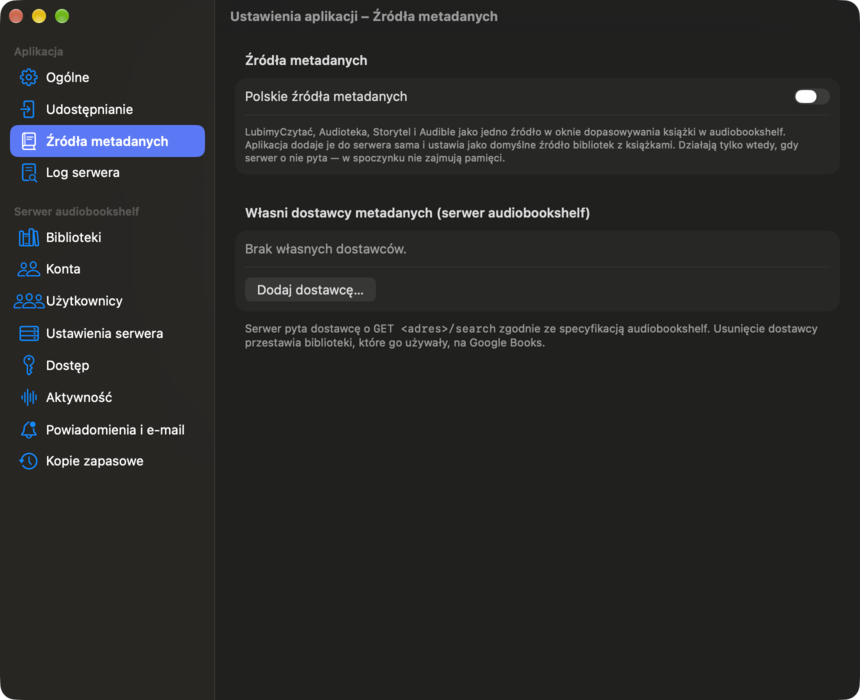 Ustawienia aplikacji – Źródła metadanych
Aplikacja
Ogólne
Udostępnianie
Źródła metadanych
Log serwera
Serwer audiobookshelf
Biblioteki
Konta
Użytkownicy
Ustawienia serwera
Dostęp
Aktywność
Powiadomienia i e-mail
Kopie zapasowe
Źródła metadanych
Polskie źródła metadanych
LubimyCzytać, Audioteka, Storytel i Audible jako jedno źródło w oknie dopasowywania książki w audiobookshelf.
Aplikacja dodaje je do serwera sama i ustawia jako domyślne źródło bibliotek z książkami. Działają tylko wtedy, gdy
serwer o nie pyta — w spoczynku nie zajmują pamięci.
Własni dostawcy metadanych (serwer audiobookshelf)
Brak własnych dostawców.
Dodaj dostawcę...
Serwer pyta dostawcę o GET <adres>/search zgodnie ze specyfikacją audiobookshelf. Usunięcie dostawcy
przestawia biblioteki, które go używały, na Google Books.